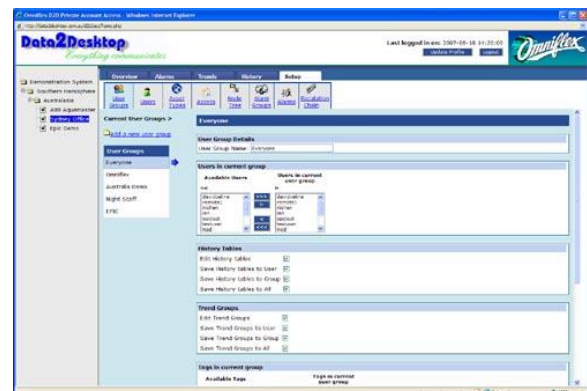 Omniflex D2D Private Account Access - Windows Internet Explorer
Data2Desktop
Everything communicates
Last logged in on: 2007-05-18 14:22:05
Update Profile Logout
Omniflex
Overview Alarms Trends History Setup
User Groups
Users
Asset Types
Assets
Node Tree
Alarm Groups
Alarms
Escalation Chain
Demonstration System
Southern Hemisphere
Australasia
ABB Aquamaster
Sydney Office
Epic Demo
Current User Groups >
Add a new user group
User Groups
Everyone
Omniflex
Australia Demo
Night Staff
EPIC
Everyone
User Group Details
User Group Name: Everyone
Users in current group
Available Users
Users in current user group
>>>
>
<
<<<
History Tables
Edit History tables
Save History tables to User
Save History tables to Group
Save History tables to All
Trend Groups
Edit Trend Groups
Save Trend Groups to User
Save Trend Groups to Group
Save Trend Groups to All
Tags in current group
Available Tags
Tags in current user group